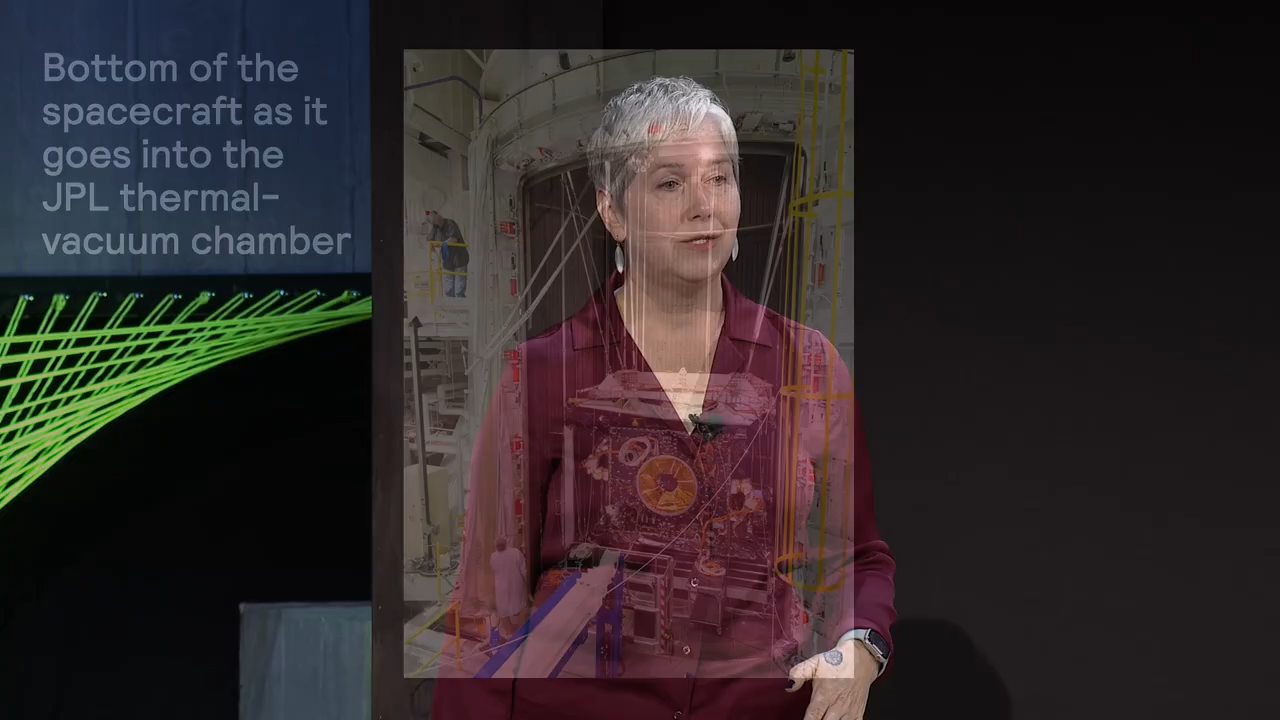 Bottom of the
spacecraft as it
goes into the
JPL thermal-
vacuum chamber